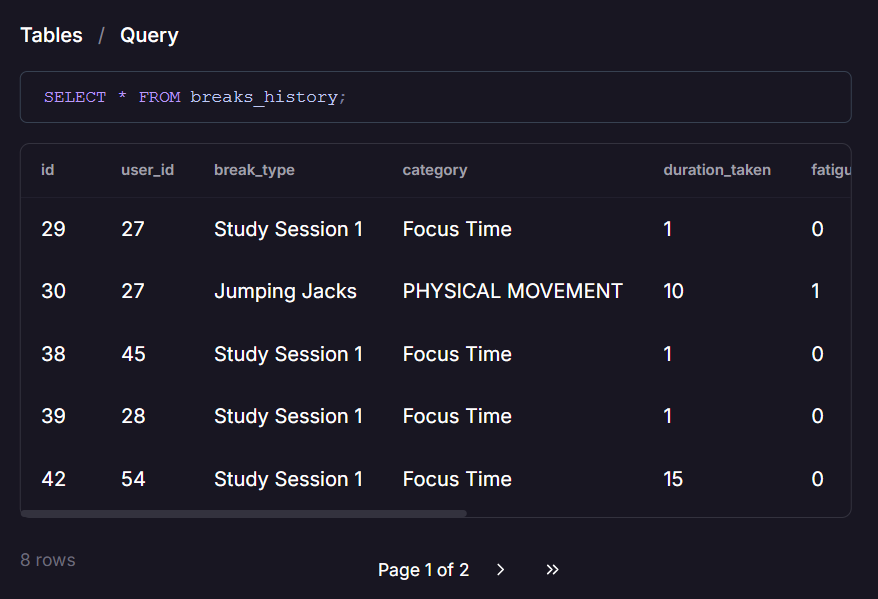 Tables / Query
SELECT * FROM breaks_history;
id user_id break_type category duration_taken fatigu
29 27 Study Session 1 Focus Time 1 0
30 27 Jumping Jacks PHYSICAL MOVEMENT 10 1
38 45 Study Session 1 Focus Time 1 0
39 28 Study Session 1 Focus Time 1 0
42 54 Study Session 1 Focus Time 15 0
8 rows
Page 1 of 2 › »